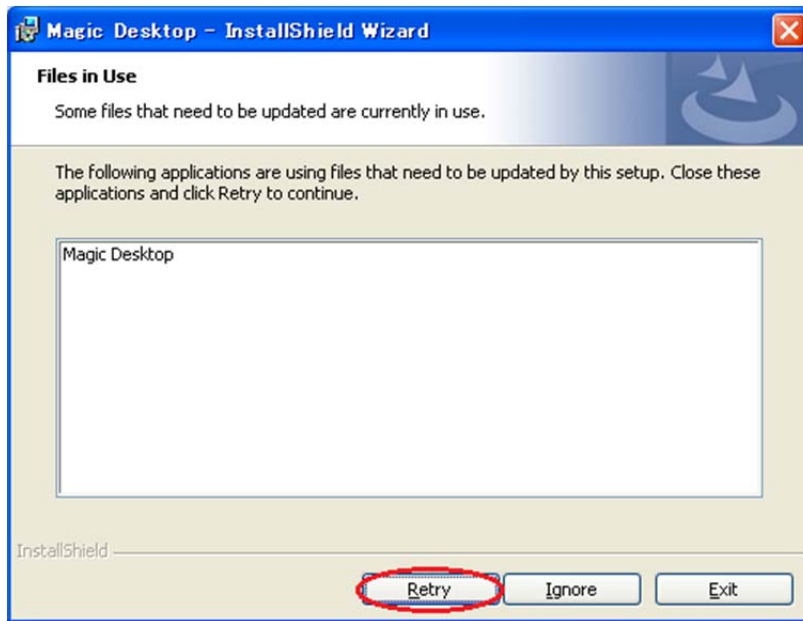 Magic Desktop - InstallShield Wizard
Files in Use
Some files that need to be updated are currently in use.
The following applications are using files that need to be updated by this setup. Close these
applications and click Retry to continue.
Magic Desktop
InstallShield
Retry Ignore Exit